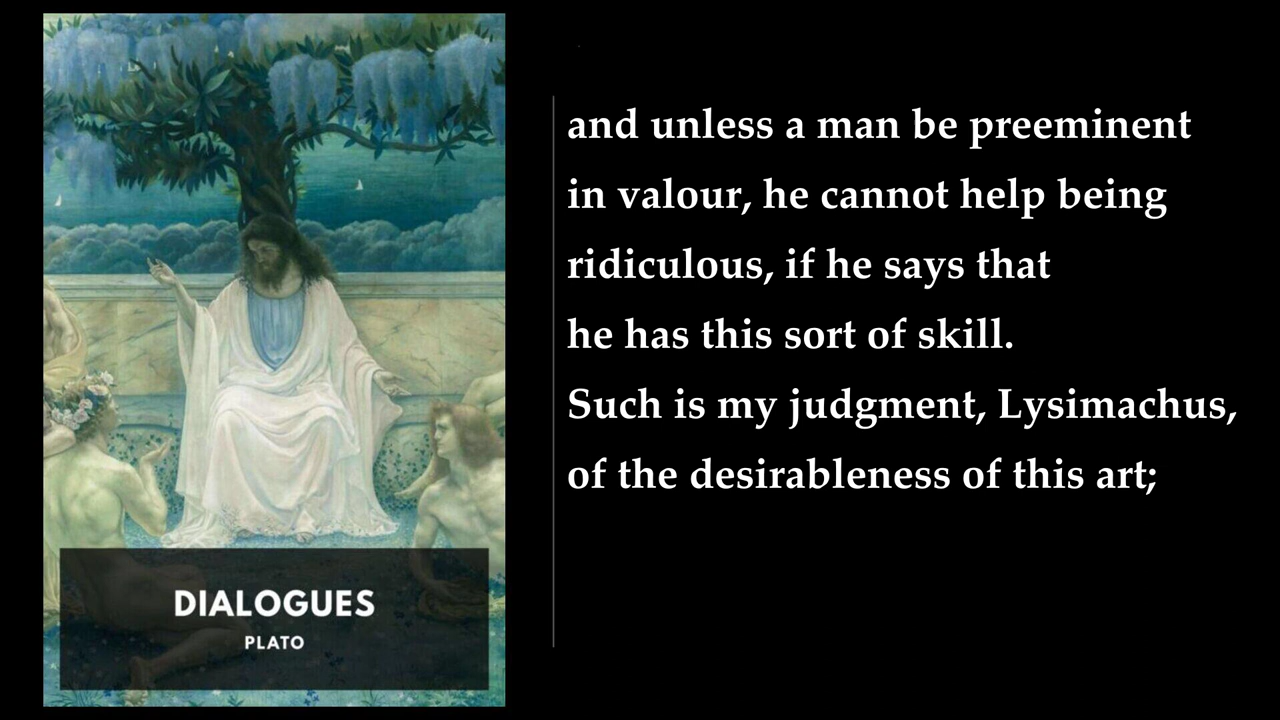 DIALOGUES
PLATO
and unless a man be preeminent
in valour, he cannot help being
ridiculous, if he says that
he has this sort of skill.
Such is my judgment, Lysimachus,
of the desirableness of this art;